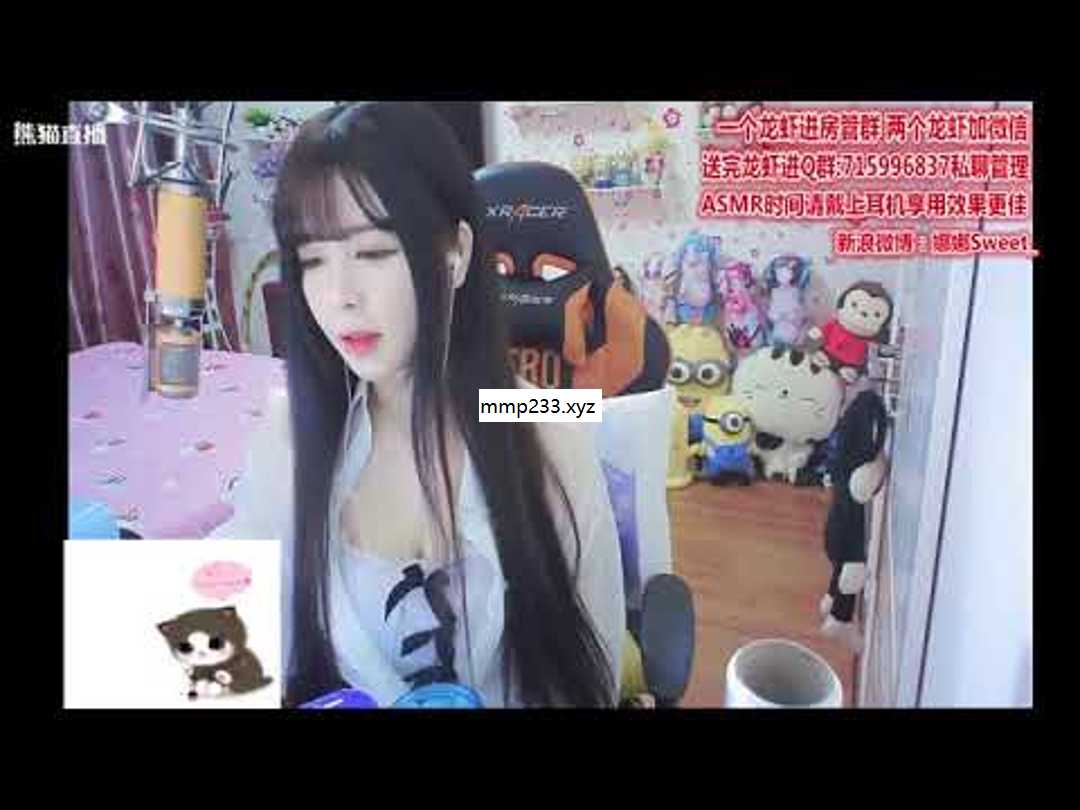 熊猫直播
一个龙虾进房管群 两个龙虾加微信
送完龙虾进Q群:715996837私聊管理
ASMR时间请戴上耳机享用效果更佳
新浪微博：娜娜Sweet
XRACER
mmp233.xyz